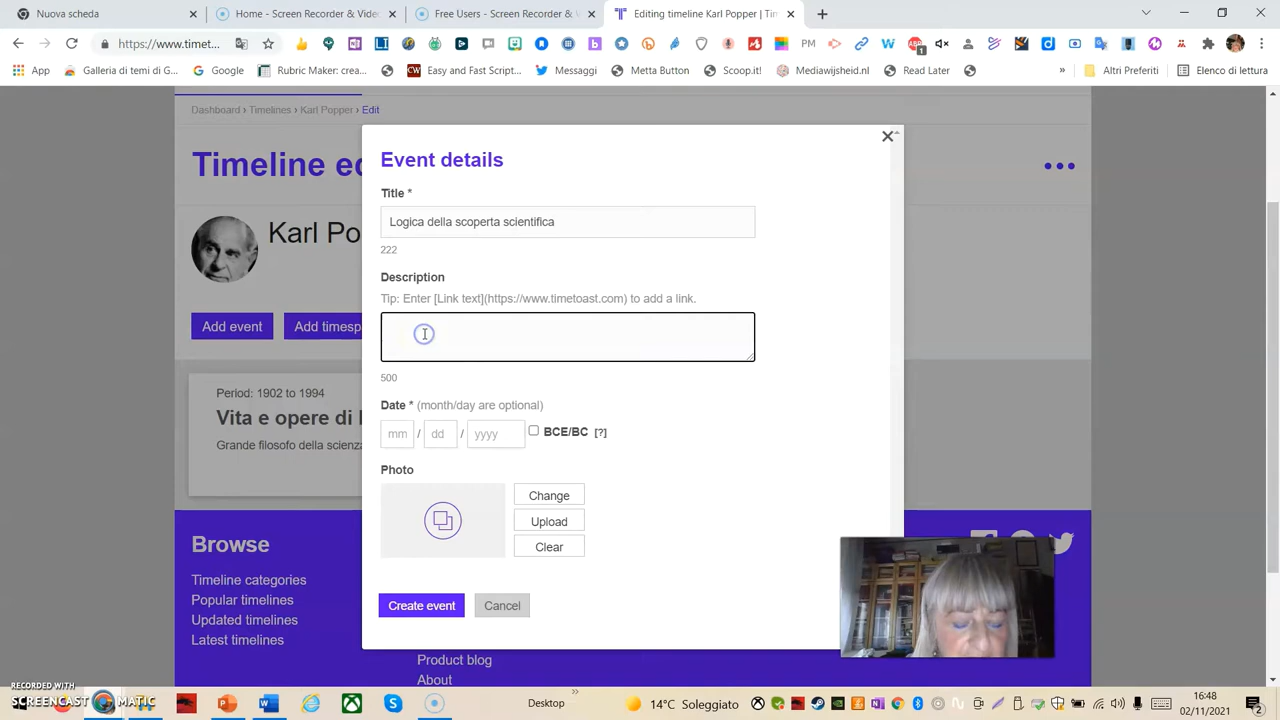 Nuova scheda
Timeline - Screen Recorder & Vide
Free Users - Screen Recorder & V
Editing timeline Karl Popper | Tim
https://www.timet...
App
Galleria di temi di G...
Google
Rubric Maker: crea...
Easy and Fast Script...
Messaggi
Metta Button
Scoop.it!
Mediawijsheid.nl
Read Later
»
Altri Preferiti
Elenco di lettura
Dashboard › Timelines › Karl Popper › Edit
Timeline ed
Karl Po
Add event
Add timesp
Period: 1902 to 1994
Vita e opere di
Grande filosofo della scienza
Event details
Title *
Logica della scoperta scientifica
222
Description
Tip: Enter [Link text](https://www.timetoast.com) to add a link.
500
Date * (month/day are optional)
mm / dd / yyyy BCE/BC [?]
Photo
Change
Upload
Clear
Create event
Cancel
Browse
Timeline categories
Popular timelines
Updated timelines
Latest timelines
Product blog
About
RECORDED WITH
SCREENCAST MATIC
Desktop
»
14°C Soleggiato
16:48
02/11/2021
2